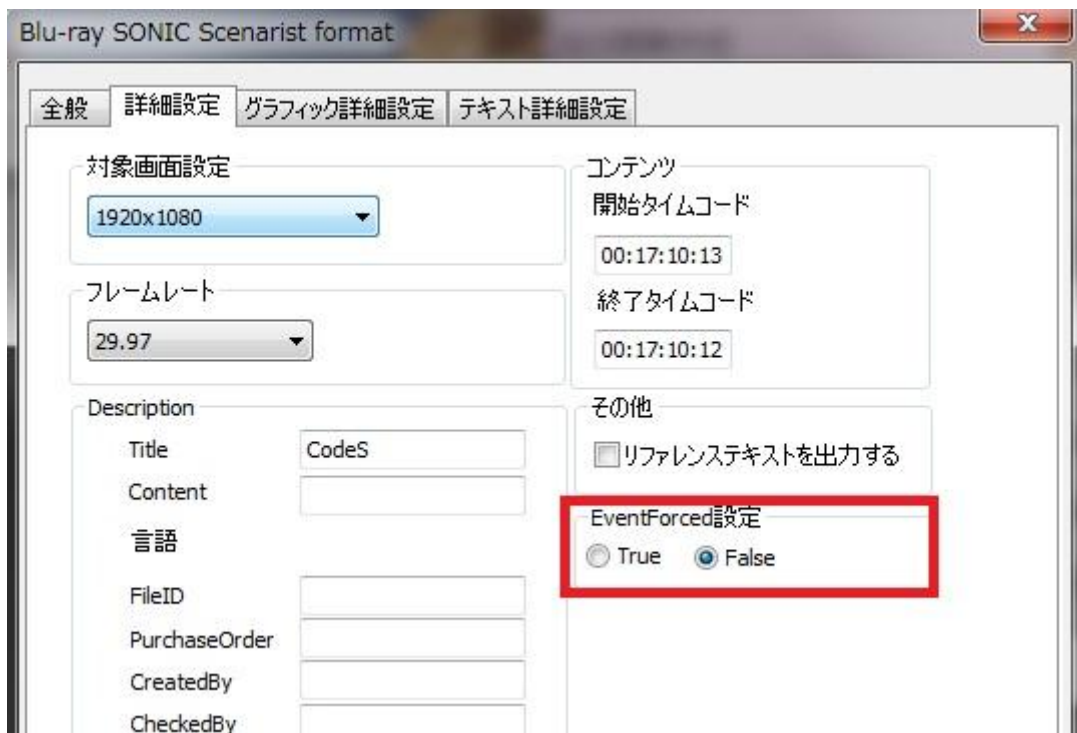 Blu-ray SONIC Scenarist format
全般 詳細設定 グラフィック詳細設定 テキスト詳細設定
対象画面設定
1920x1080
フレームレート
29.97
Description
Title CodeS
Content
言語
FileID
PurchaseOrder
CreatedBy
CheckedBy
コンテンツ
開始タイムコード
00:17:10:13
終了タイムコード
00:17:10:12
その他
リファレンステキストを出力する
EventForced設定
True False